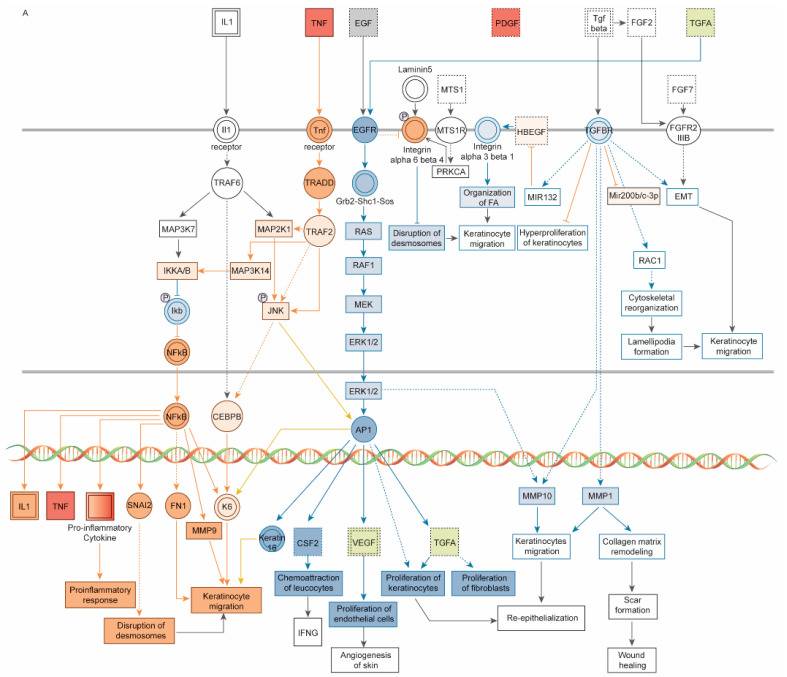 A
IL1
TNF
EGF
PDGF
Tgf
beta
FGF2
TGFA
Laminin5
MTS1
FGF7
P
Il1
receptor
Tnf
receptor
EGFR
Integrin
alpha 6 beta 4
MTS1R
Integrin
alpha 3 beta 1
HBEGF
TGFBR
FGFR2
IIIB
PRKCA
TRAF6
TRADD
Grb2-Shc1-Sos
Organization
of FA
MIR132
Mir200b/c-3p
EMT
MAP3K7
MAP2K1
TRAF2
RAS
Disruption of
desmosomes
Keratinocyte
migration
Hyperproliferation
of keratinocytes
IKKA/B
MAP3K14
RAF1
RAC1
P
Ikb
P
JNK
MEK
Cytoskeletal
reorganization
NFkB
ERK1/2
Lamellipodia
formation
Keratinocyte
migration
ERK1/2
NFkB
CEBPB
AP1
IL1
TNF
Pro-inflammatory
Cytokine
SNAI2
FN1
K6
MMP9
MMP10
MMP1
Keratin
16
CSF2
VEGF
TGFA
Keratinocytes
migration
Collagen matrix
remodeling
Proinflammatory
response
Keratinocyte
migration
Chemoattraction
of leucocytes
Proliferation of
keratinocytes
Proliferation
of fibroblasts
Disruption of
desmosomes
IFNG
Proliferation of
endothelial cells
Re-epithelialization
Scar
formation
Angiogenesis
of skin
Wound
healing